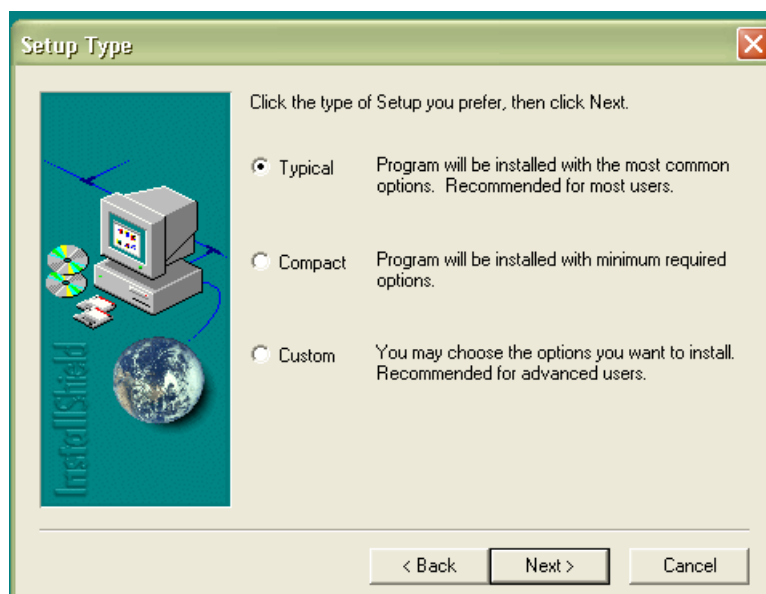 Setup Type
Click the type of Setup you prefer, then click Next.
Typical
Program will be installed with the most common
options. Recommended for most users.
Compact
Program will be installed with minimum required
options.
Custom
You may choose the options you want to install.
Recommended for advanced users.
InstallShield
< Back
Next >
Cancel